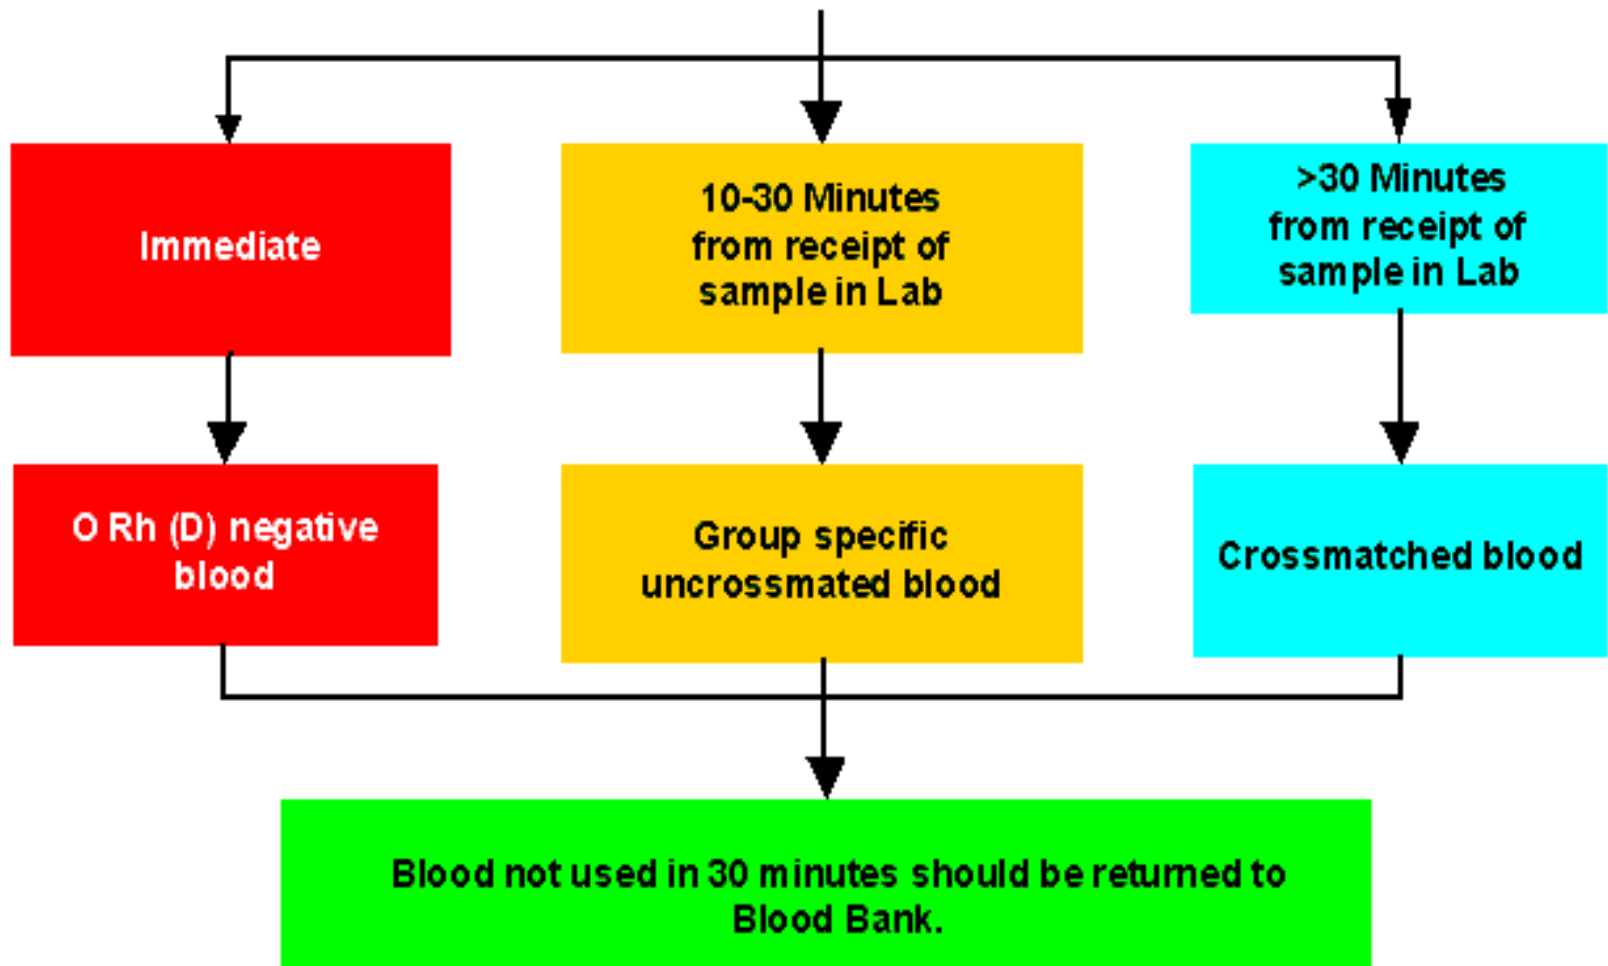 Immediate
10-30 Minutes
from receipt of
sample in Lab
>30 Minutes
from receipt of
sample in Lab
O Rh (D) negative
blood
Group specific
uncrossmated blood
Crossmatched blood
Blood not used in 30 minutes should be returned to
Blood Bank.